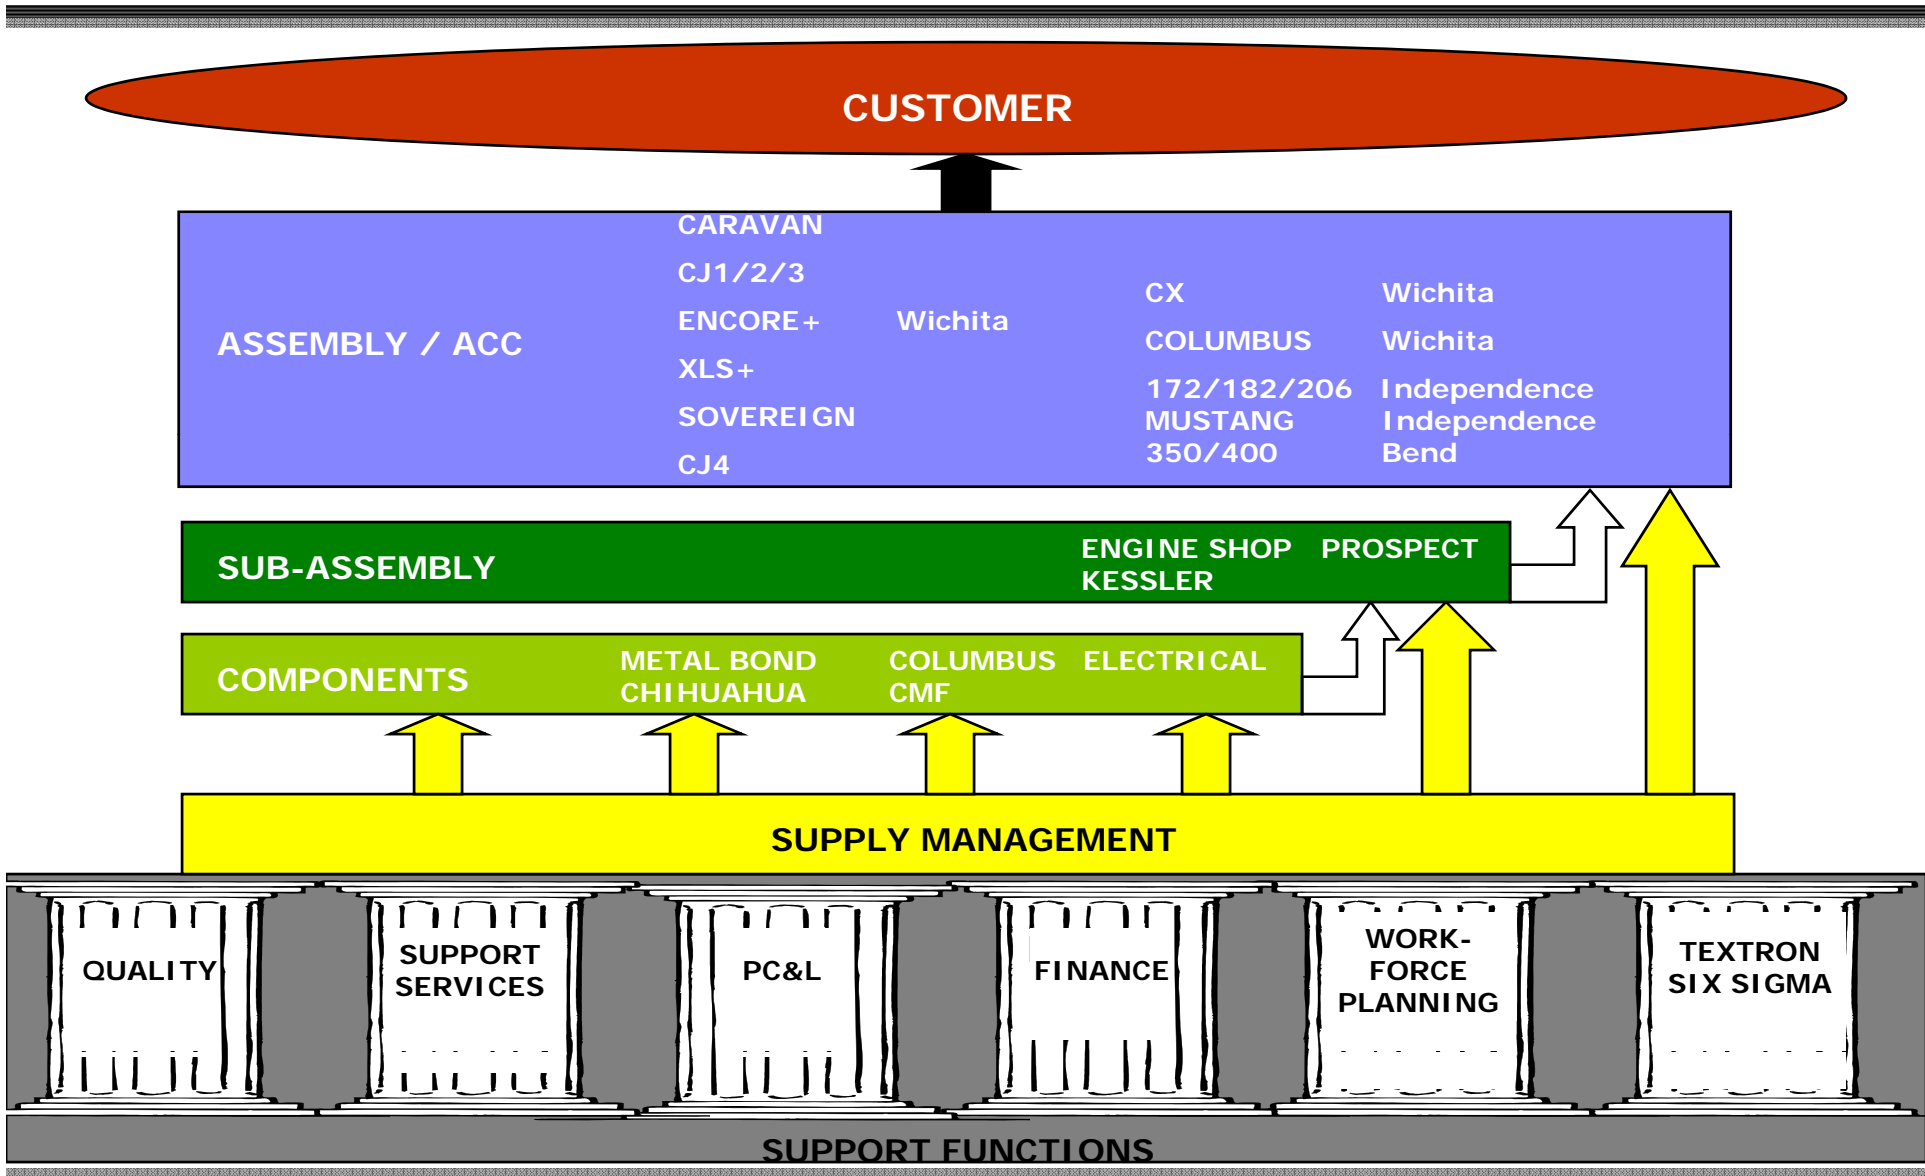 CUSTOMER
ASSEMBLY / ACC
CARAVAN
CJ1/2/3
ENCORE+ Wichita
XLS+
SOVEREIGN
CJ4
CX Wichita
COLUMBUS Wichita
172/182/206 Independence
MUSTANG Independence
350/400 Bend
SUB-ASSEMBLY
ENGINE SHOP PROSPECT
KESSLER
COMPONENTS
METAL BOND COLUMBUS ELECTRICAL
CHIHUAHUA CMF
SUPPLY MANAGEMENT
QUALITY
SUPPORT
SERVICES
PC&L
FINANCE
WORK-
FORCE
PLANNING
TEXTRON
SIX SIGMA
SUPPORT FUNCTIONS